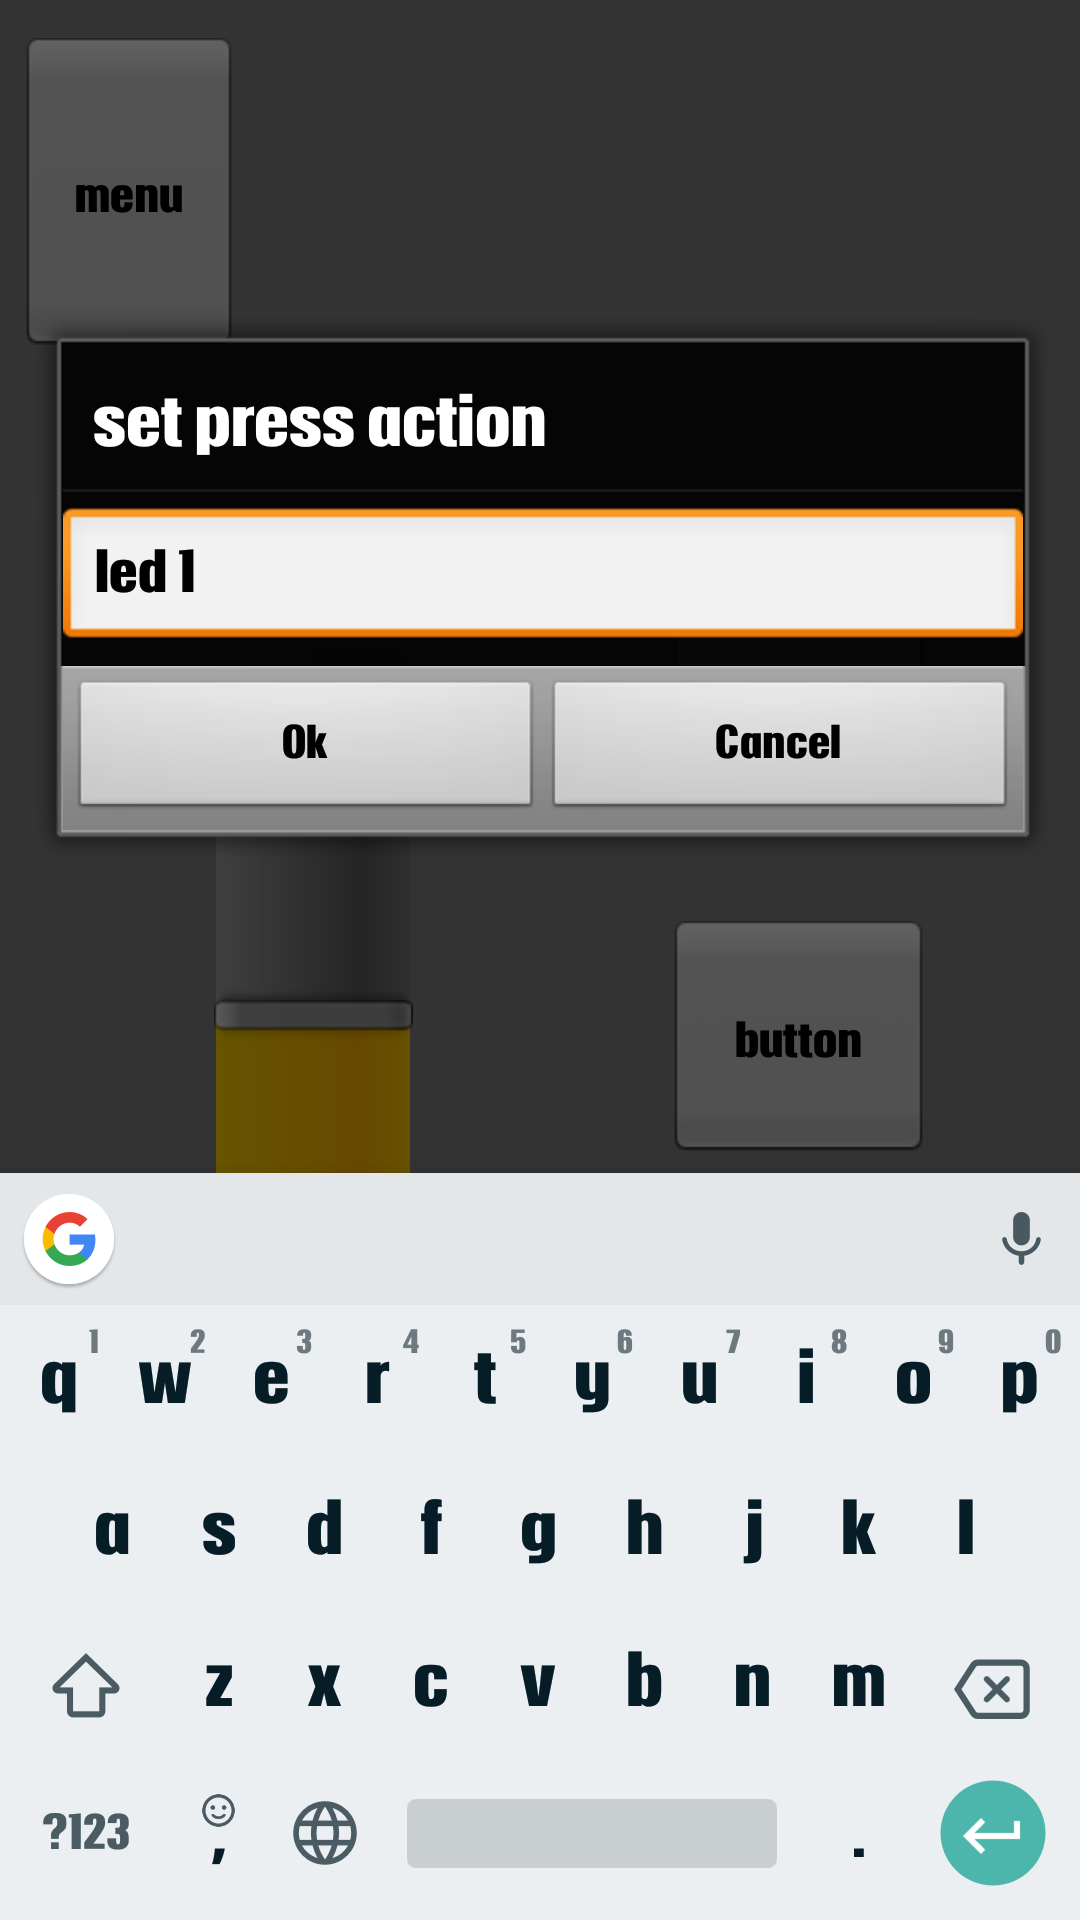 menu
set press action
led 1
Ok
Cancel
button
1 2 3 4 5 6 7 8 9 0
q w e r t y u i o p
a s d f g h j k l
z x c v b n m
?123 , .